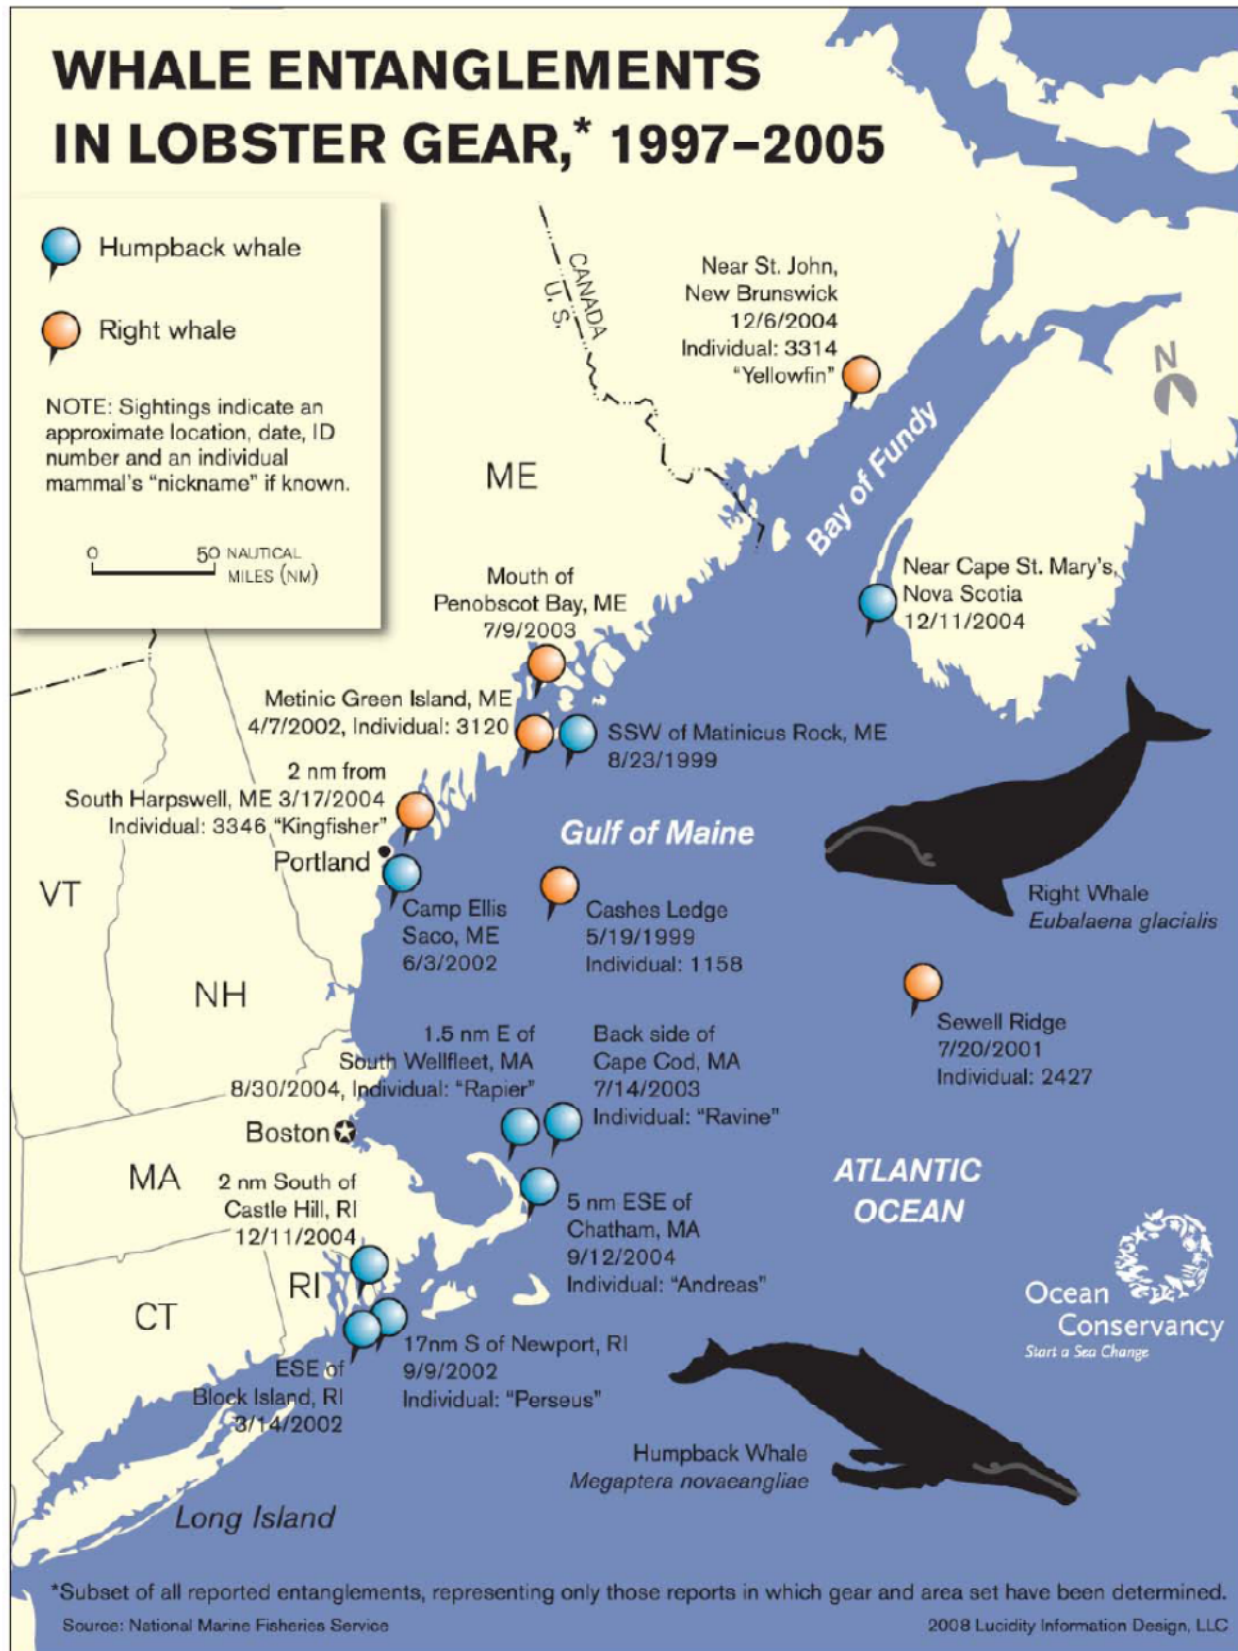 WHALE ENTANGLEMENTS
IN LOBSTER GEAR,* 1997–2005
Humpback whale
Right whale
NOTE: Sightings indicate an
approximate location, date, ID
number and an individual
mammal's "nickname" if known.
0 50 NAUTICAL
MILES (NM)
CANADA
U. S.
Near St. John,
New Brunswick
12/6/2004
Individual: 3314
"Yellowfin"
N
ME
Bay of Fundy
Near Cape St. Mary's,
Nova Scotia
12/11/2004
Mouth of
Penobscot Bay, ME
7/9/2003
Metinic Green Island, ME
4/7/2002, Individual: 3120
SSW of Matinicus Rock, ME
8/23/1999
2 nm from
South Harpswell, ME 3/17/2004
Individual: 3346 "Kingfisher"
Portland
Gulf of Maine
VT
Camp Ellis
Saco, ME
6/3/2002
Cashes Ledge
5/19/1999
Individual: 1158
Right Whale
Eubalaena glacialis
NH
Sewell Ridge
7/20/2001
Individual: 2427
1.5 nm E of
South Wellfleet, MA
8/30/2004, Individual: "Rapier"
Back side of
Cape Cod, MA
7/14/2003
Individual: "Ravine"
Boston
MA
2 nm South of
Castle Hill, RI
12/11/2004
5 nm ESE of
Chatham, MA
9/12/2004
Individual: "Andreas"
ATLANTIC
OCEAN
RI
CT
Ocean
Conservancy
Start a Sea Change
17nm S of Newport, RI
9/9/2002
Individual: "Perseus"
ESE of
Block Island, RI
3/14/2002
Humpback Whale
Megaptera novaeangliae
Long Island
*Subset of all reported entanglements, representing only those reports in which gear and area set have been determined.
Source: National Marine Fisheries Service
2008 Lucidity Information Design, LLC